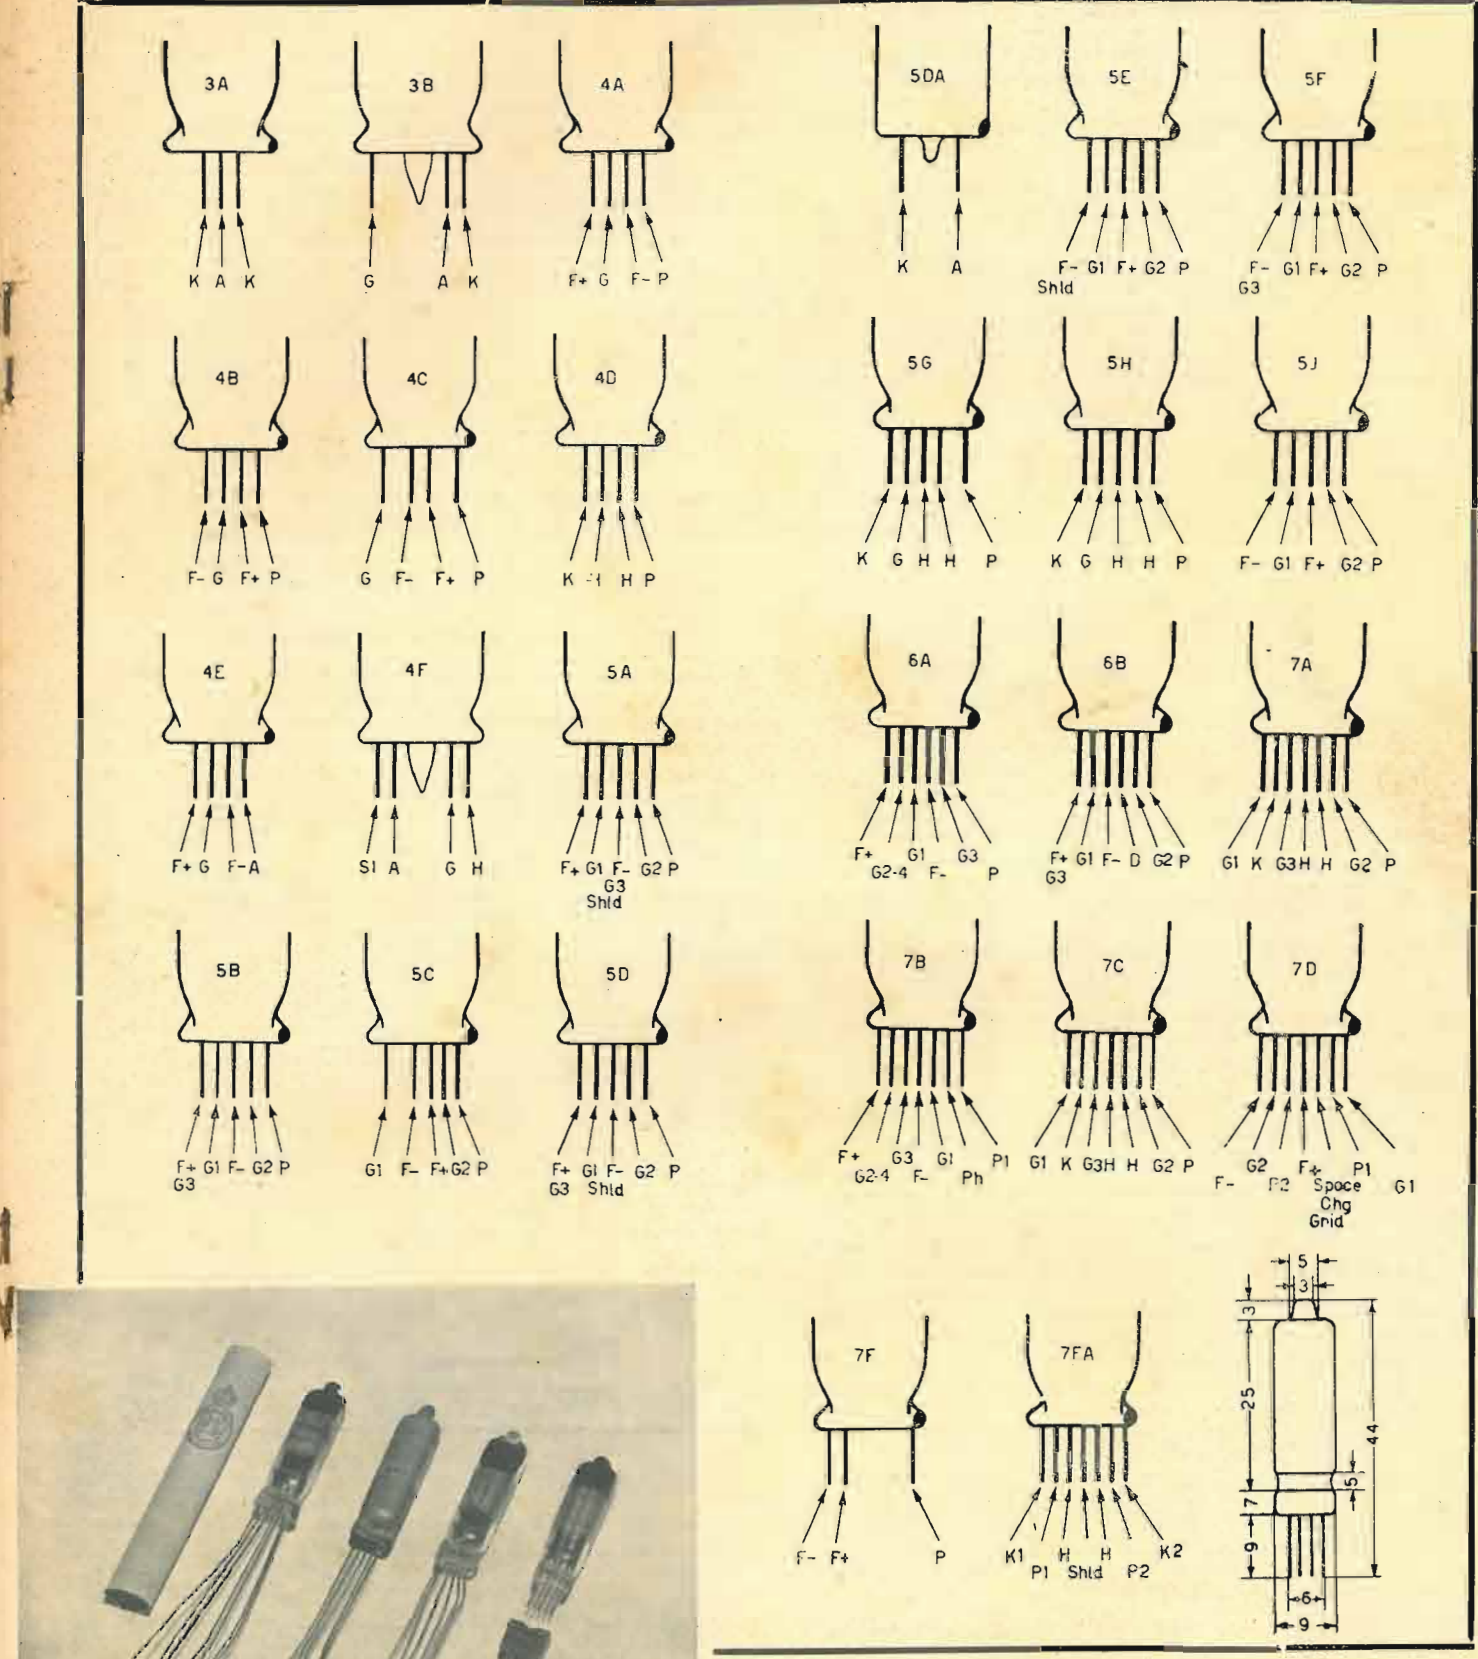 3A
K A K
3B
G A K
4A
F+ G F- P
4B
F- G F+ P
4C
G F- F+ P
4D
K H H P
4E
F+ G F- A
4F
S1 A G H
5A
F+ G1 F- G2 P
G3
Shld
5B
F+ G1 F- G2 P
G3
5C
G1 F- F+ G2 P
5D
F+ G1 F- G2 P
G3 Shld
5DA
K A
5E
F- G1 F+ G2 P
Shld
5F
F- G1 F+ G2 P
G3
5G
K G H H P
5H
K G H H P
5J
F- G1 F+ G2 P
6A
F+ G1 G3
G2-4 F- P
6B
F+ G1 F- D G2 P
G3
7A
G1 K G3 H H G2 P
7B
F+ G3 G1 P1
G2-4 F- Ph
7C
G1 K G3 H H G2 P
7D
G2 F+ P1
F- P2 Space G1
Chg
Grid
7F
F- F+ P
7FA
K1 H H K2
P1 Shld P2
5
3
3
25
44
5
7
9
6
9